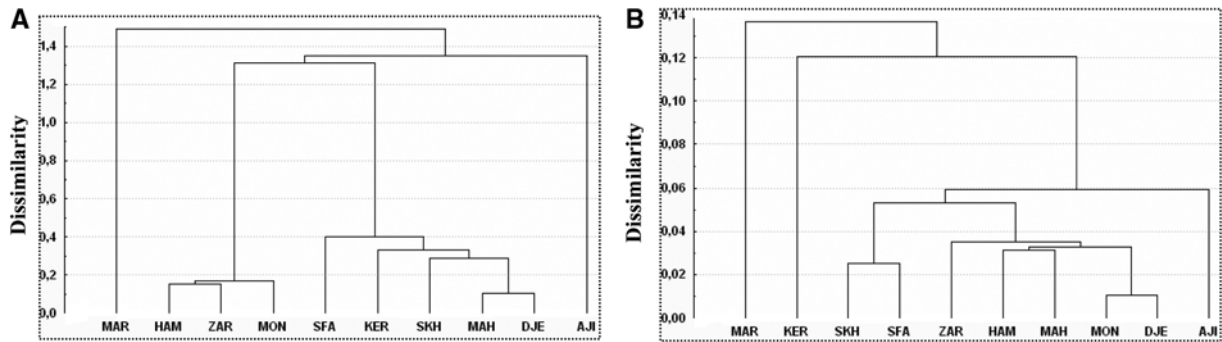 A
Dissimilarity
1,4
1,2
1,0
0,8
0,6
0,4
0,2
0,0
MAR HAM ZAR MON SFA KER SKH MAH DJE AJI
B
Dissimilarity
0,14
0,12
0,10
0,08
0,06
0,04
0,02
0,00
MAR KER SKH SFA ZAR HAM MAH MON DJE AJI